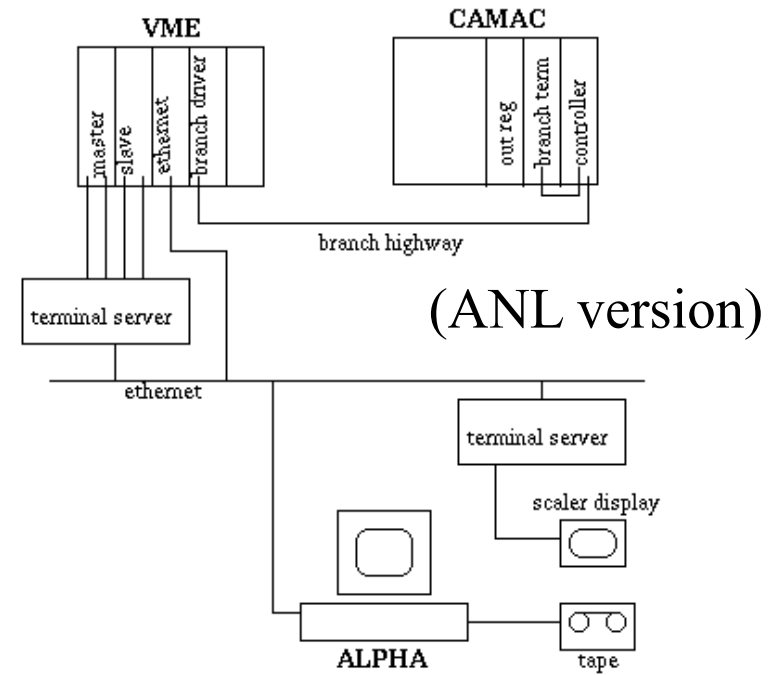 VME
CAMAC
master
slave
ethernet
branch driver
out reg
branch term
controller
branch highway
terminal server
(ANL version)
ethernet
terminal server
scaler display
ALPHA
tape